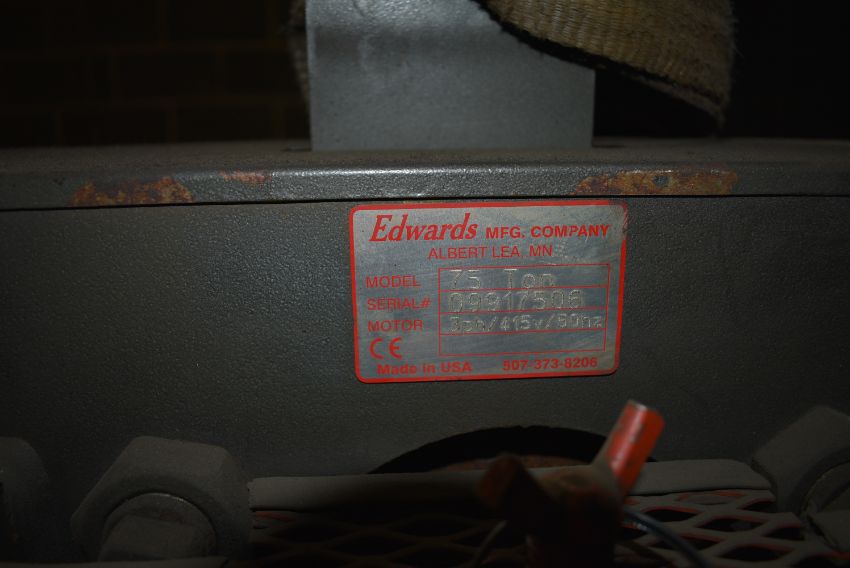 Edwards MFG. COMPANY
ALBERT LEA, MN
MODEL 75 Ton
SERIAL# 09917506
MOTOR 3ph/415v/50hz
CE
Made in USA 507-373-8206